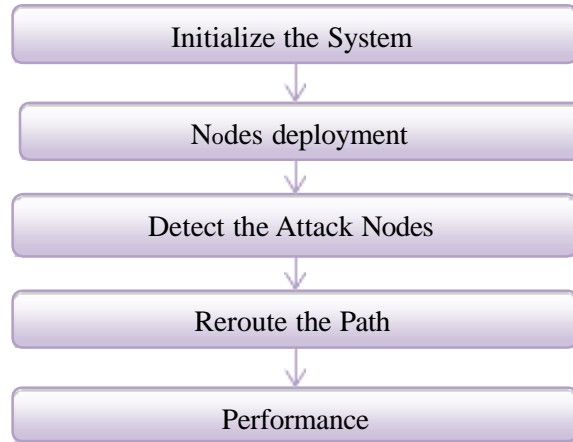 Initialize the System
Nodes deployment
Detect the Attack Nodes
Reroute the Path
Performance